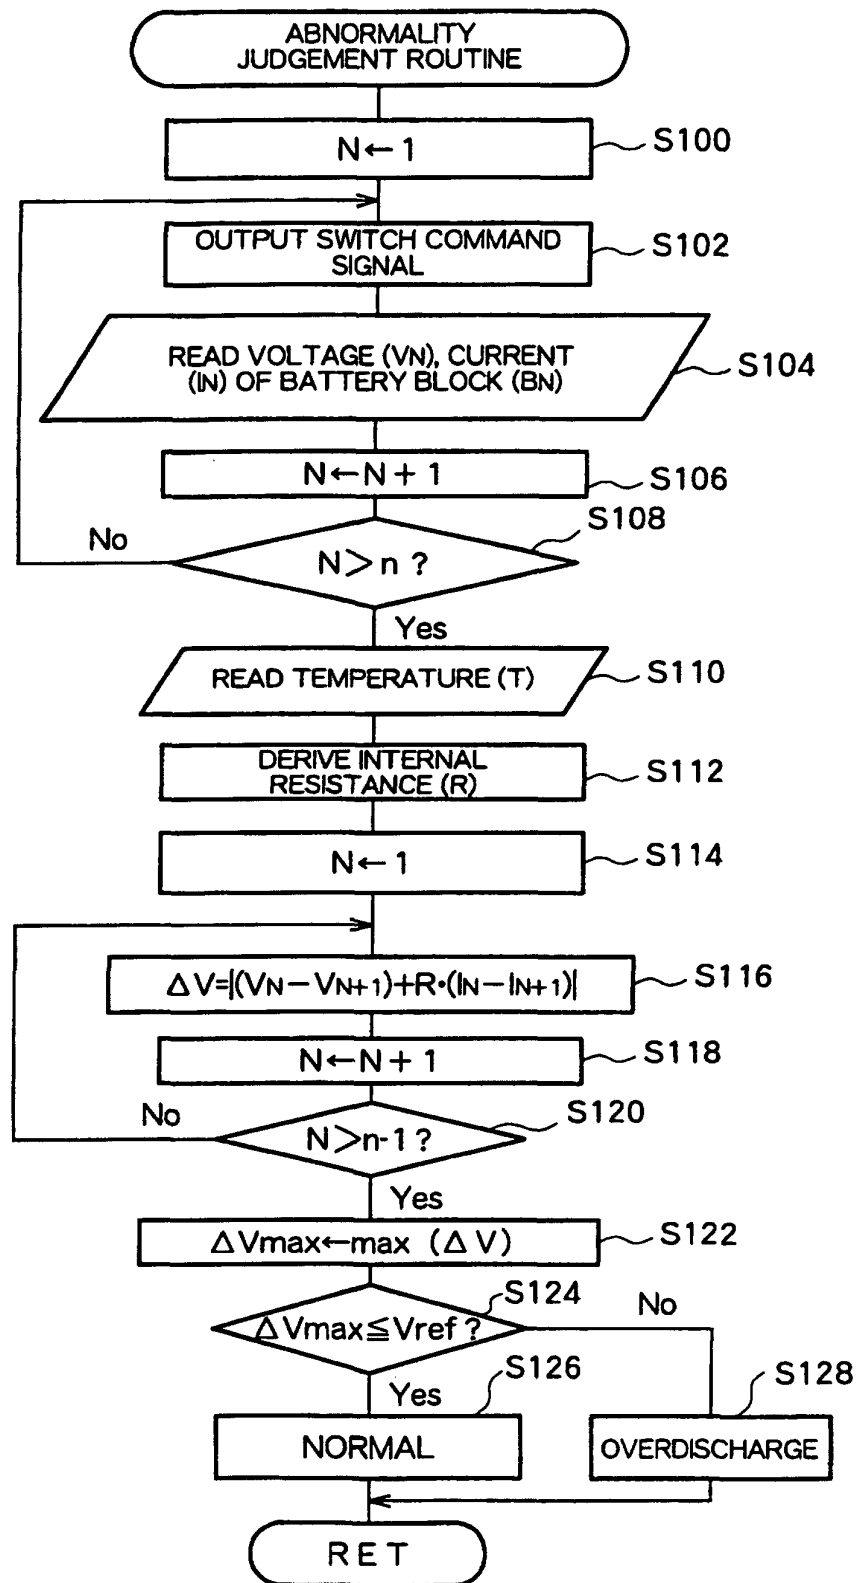 ABNORMALITY
JUDGEMENT ROUTINE
N←1
S100
OUTPUT SWITCH COMMAND
SIGNAL
S102
READ VOLTAGE (VN), CURRENT
(IN) OF BATTERY BLOCK (BN)
S104
N←N+1
S106
S108
N>n ?
No
Yes
READ TEMPERATURE (T)
S110
DERIVE INTERNAL
RESISTANCE (R)
S112
N←1
S114
ΔV=|(VN−VN+1)+R•(IN−IN+1)|
S116
N←N+1
S118
S120
N>n-1 ?
No
Yes
ΔVmax←max (ΔV)
S122
S124
ΔVmax≦Vref ?
No
Yes
S126
NORMAL
S128
OVERDISCHARGE
RET